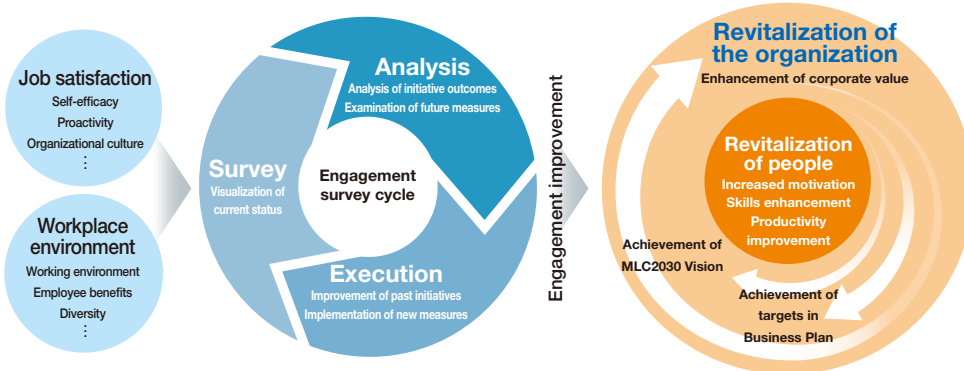 Job satisfaction
Self-efficacy
Proactivity
Organizational culture
⋮
Workplace
environment
Working environment
Employee benefits
Diversity
⋮
Survey
Visualization of
current status
Analysis
Analysis of initiative outcomes
Examination of future measures
Engagement
survey cycle
Execution
Improvement of past initiatives
Implementation of new measures
Engagement improvement
Revitalization of
the organization
Enhancement of corporate value
Revitalization
of people
Increased motivation
Skills enhancement
Productivity
improvement
Achievement of
MLC2030 Vision
Achievement of
targets in
Business Plan